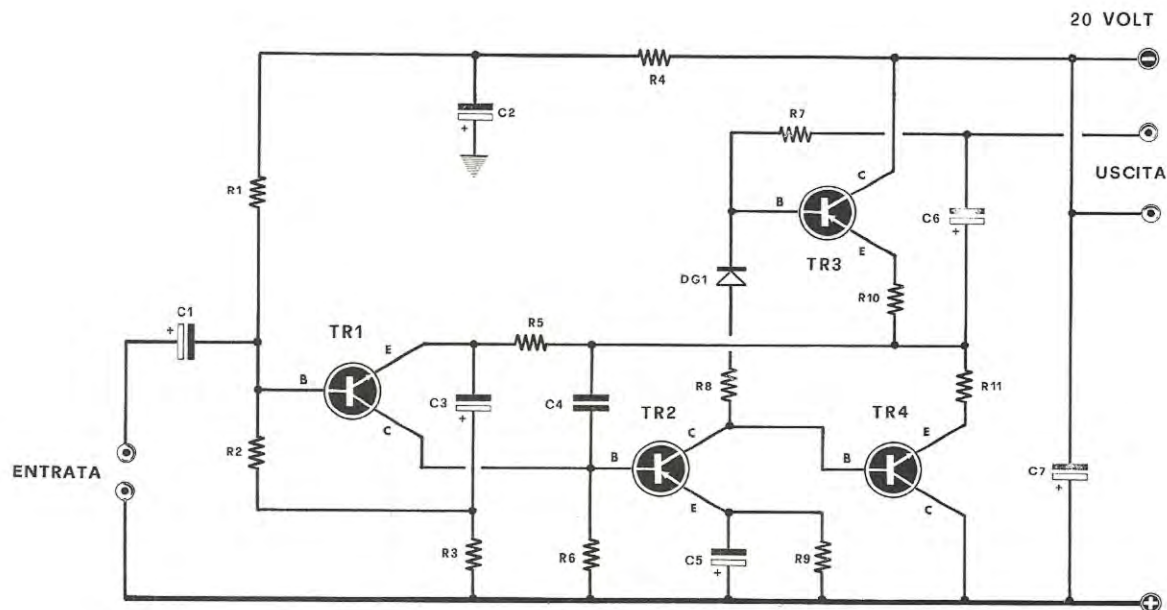 20 VOLT
R4
C2
+
R7
USCITA
R1
C
B
E
TR3
C6
+
DG1
R10
C1
+
TR1
R5
E
B
C
R8
R11
C3
+
C4
TR2
TR4
R2
C
B
E
E
B
C
C7
+
ENTRATA
R3
R6
C5
+
R9